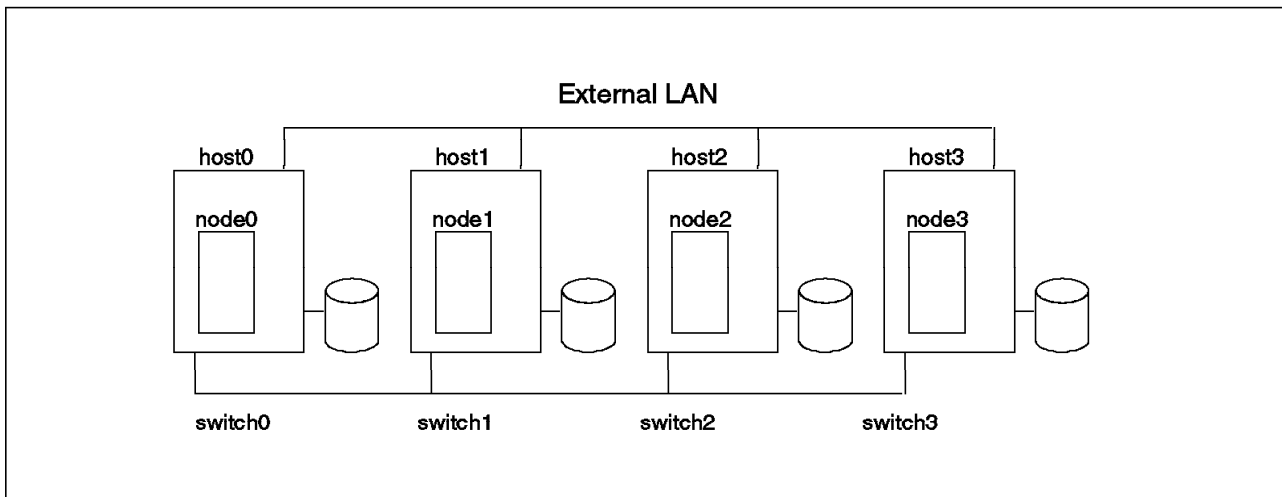 External LAN
host0 host1 host2 host3
node0 node1 node2 node3
switch0 switch1 switch2 switch3